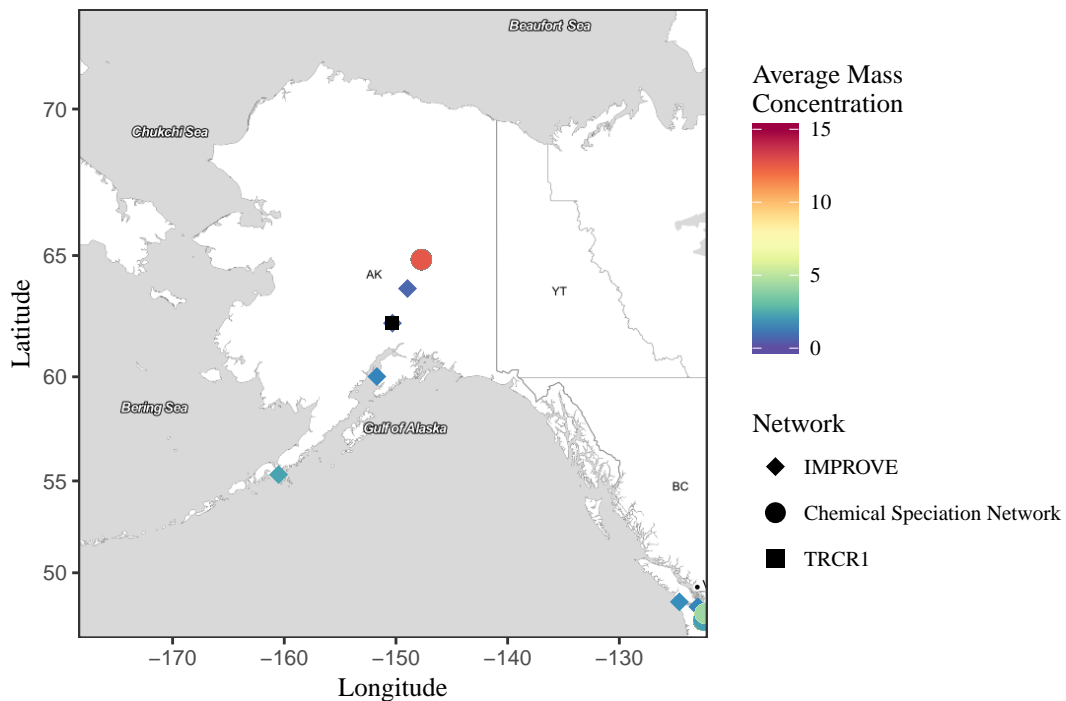 Beaufort Sea
Chukchi Sea
AK
YT
Bering Sea
Gulf of Alaska
BC
V
70
65
60
55
50
Latitude
−170
−160
−150
−140
−130
Longitude
Average Mass
Concentration
15
10
5
0
Network
IMPROVE
Chemical Speciation Network
TRCR1